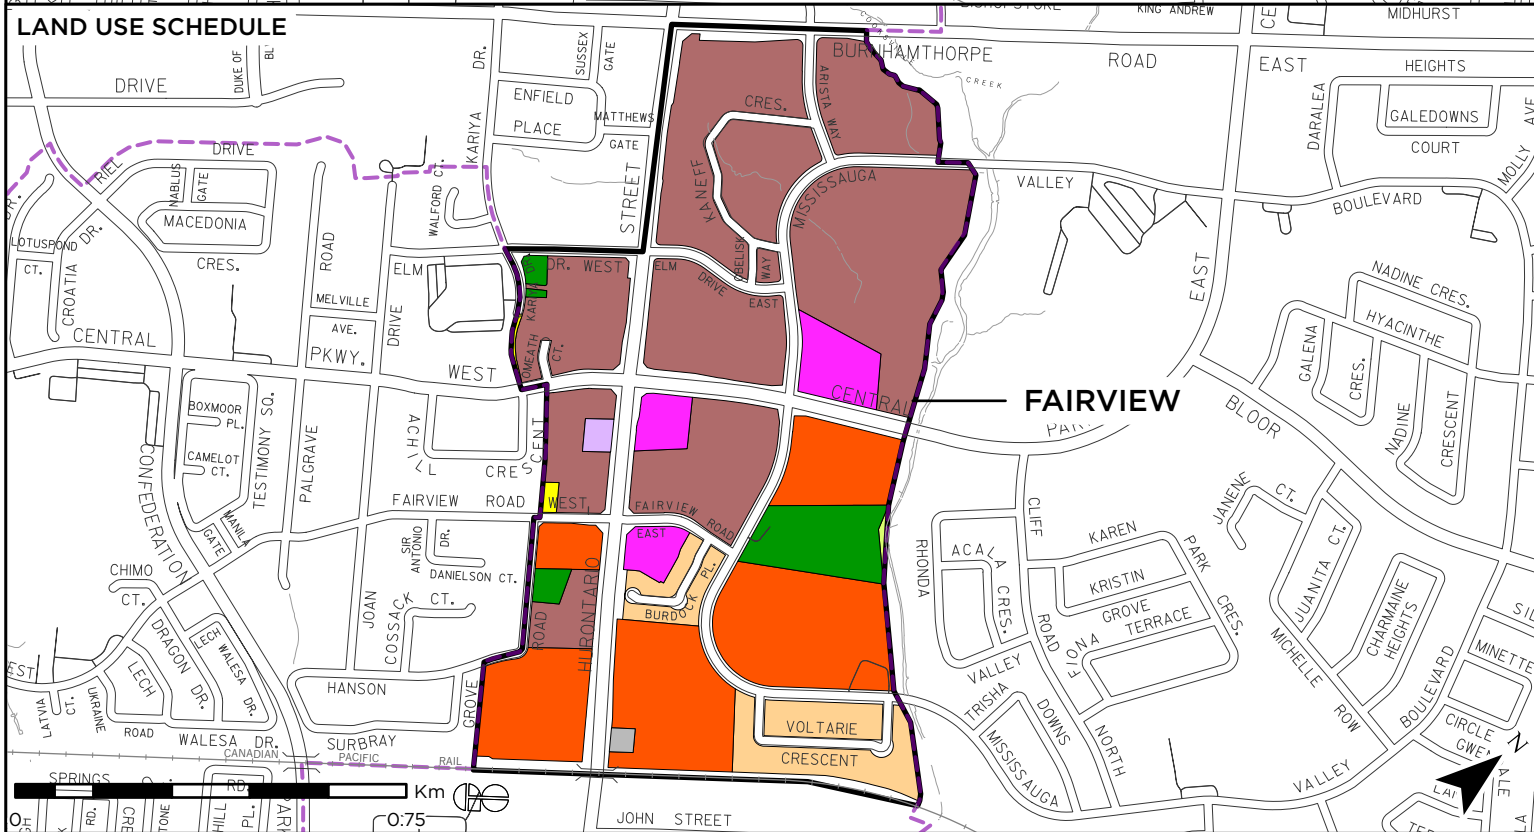 KING ANDREW
MIDHURST
LAND USE SCHEDULE
DUKE OF
DR.
SUSSEX
GATE
BURNHAMTHORPE
ROAD
EAST
HEIGHTS
DRIVE
ENFIELD
PLACE
MATTHEWS
GATE
KARIYA
CRES.
ARISTA WAY
CREEK
DARALEA
GALEDOWNS
COURT
MOLLY
AVE
RIEL
DRIVE
NABLUS
GATE
WALFORD CT.
STREET
KANEFF
MISSISSAUGA
VALLEY
BOULEVARD
MACEDONIA
CRES.
LOTUSPOND
CT.
CROATIA
DR.
ROAD
ELM
DR. WEST
ELM
DRIVE
EAST
OBELISK
WAY
EAST
NADINE CRES.
HYACINTHE
MELVILLE
AVE.
DRIVE
CENTRAL
PKWY.
WEST
OMEATH
CT.
GALENA
CRES.
NADINE
CRESCENT
CENTRAL
FAIRVIEW
BLOOR
BOXMOOR
PL.
CAMELOT
CT.
TESTIMONY SQ.
PALGRAVE
CONFEDERATION
MANILA
GATE
CRESCENT
FAIRVIEW
ROAD
WEST
FAIRVIEW
ROAD
EAST
CLIFF
ROAD
JANENE
CT.
SIR
ANTONIO
DR.
DANIELSON CT.
HURONTARIO
BURDOCK
PL.
RHONDA
ACALA
CRES.
KAREN
PARK
CRES.
KRISTIN
GROVE
TERRACE
FIONA
JUANITA CT.
CHARMAINE
HEIGHTS
CHIMO
CT.
DRAGON DR.
LECH WALESA DR.
LECH
JOAN
COSSACK
CT.
ROAD
VALLEY
TRISHA
DOWNS
MICHELLE
ROW
BOULEVARD
MINETTE
LATVIA
CT.
UKRAINE
ROAD
WALESA DR.
HANSON
GROVE
SURBRAY
VOLTARIE
CRESCENT
MISSISSAUGA
NORTH
VALLEY
CIRCLE
N
CANADIAN
PACIFIC
RAIL
SPRINGS
RD.
Km
0
0.75
RD.
HILL
PL.
JOHN STREET